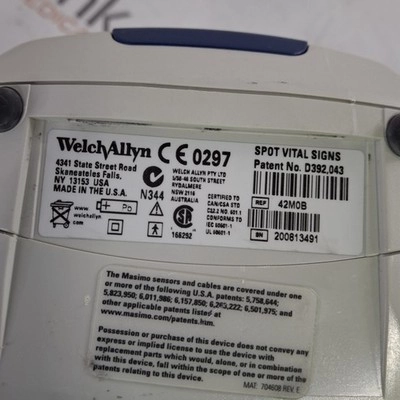 WelchAllyn CE 0297
4341 State Street Road
Skaneateles Falls,
NY 13153 USA
MADE IN THE U.S.A.
N344
WELCH ALLYN PTY LTD
U5/6-46 SOUTH STREET
RYDALMERE
NSW 2116
AUSTRALIA
SPOT VITAL SIGNS
Patent No. D392,043
REF 42M0B
SN 200813491
CERTIFIED TO
CAN/CSA STD
C22.2 NO. 601.1
CONFORMS TO
IEC 60601-1
UL 60601-1
Pb
welchallyn
166292
The Masimo sensors and cables are covered under one
or more of the following U.S.A. patents: 5,758,644;
5,823,950; 6,011,986; 6,157,850; 6,501,975; and
other applicable patents listed at
www.masimo.com/patents.htm.
Possession or purchase of this device does not convey any
express or implied license to use the device with
replacement parts which would, alone, or in combination
with this device, fall within the scope of one or more of the
patents relating to this device.
MAT. 704608 REV. E